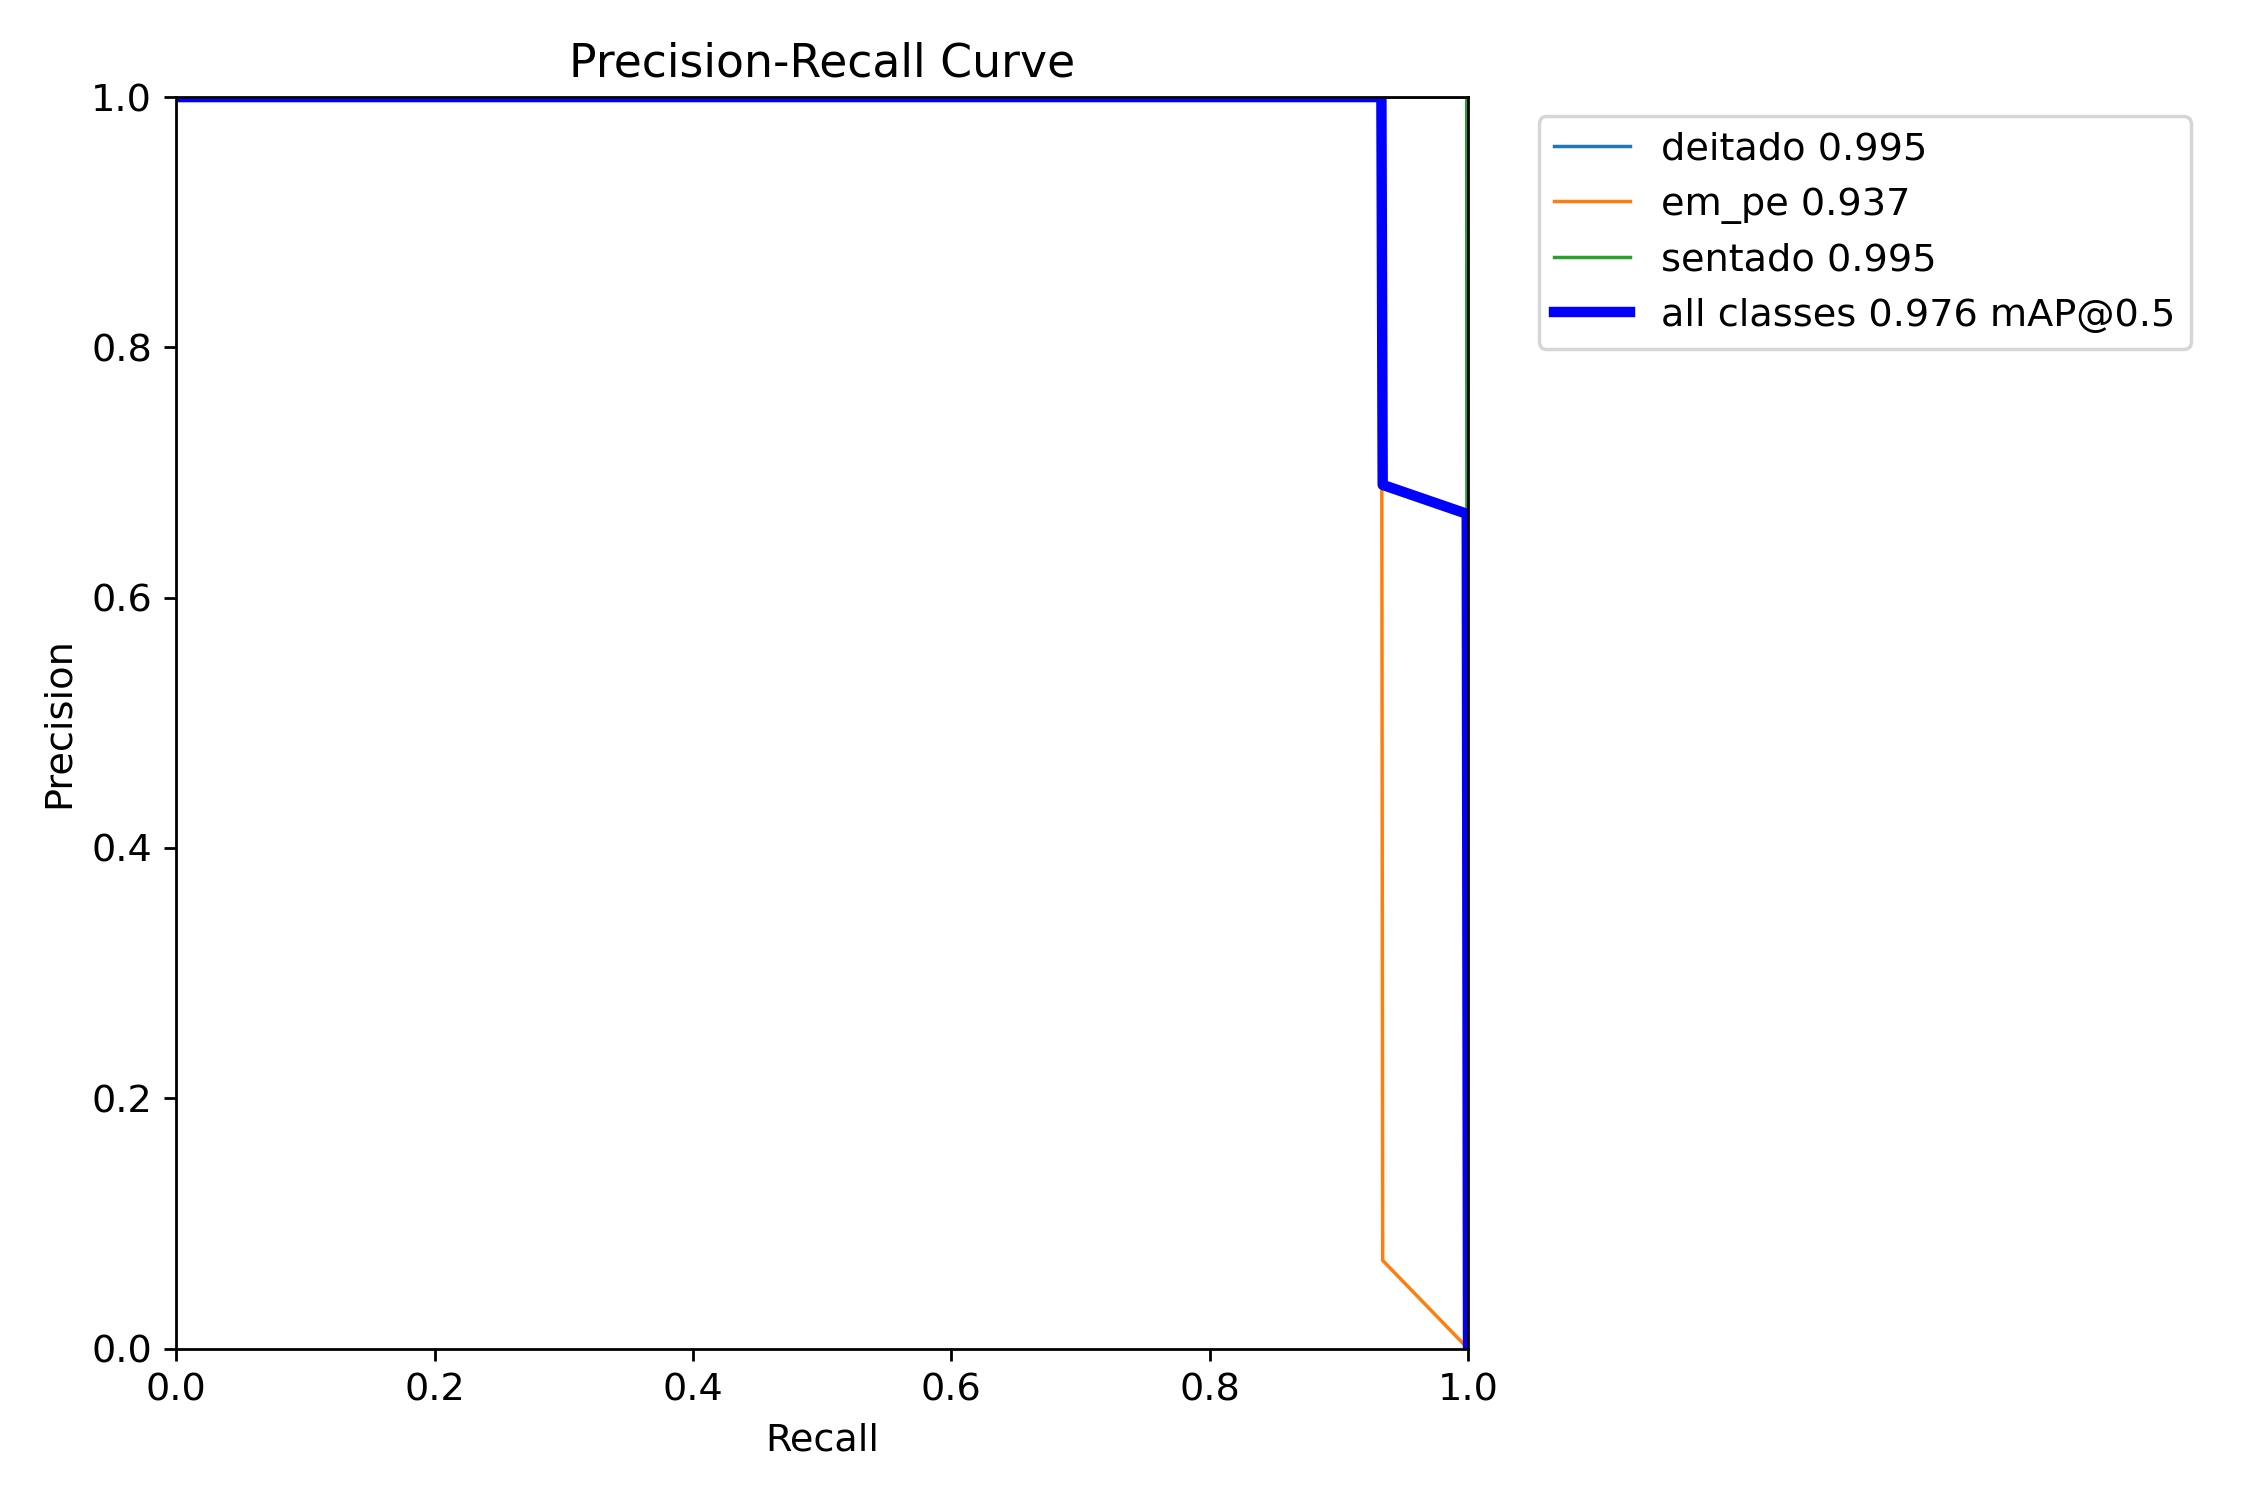 Precision-Recall Curve
1.0
0.8
0.6
0.4
0.2
0.0
Precision
0.0 0.2 0.4 0.6 0.8 1.0
Recall
deitado 0.995
em_pe 0.937
sentado 0.995
all classes 0.976 mAP@0.5